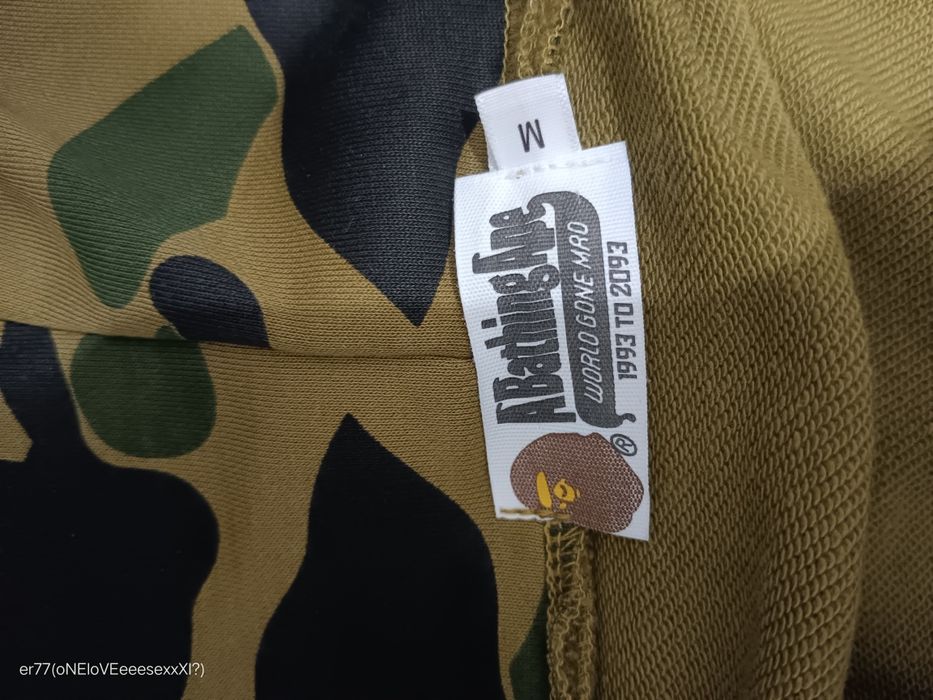 M
A Bathing Ape
WORLD GONE MAD
1993 TO 2093
®
er77(oNEloVEeeesexxXl?)